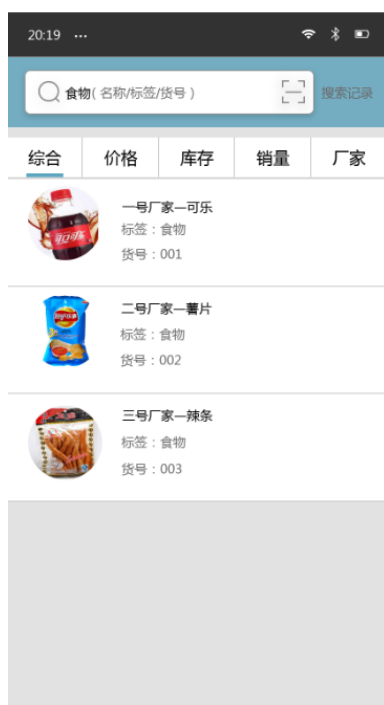 20:19 ...
食物( 名称/标签/货号 ) 搜索记录
综合 价格 库存 销量 厂家
一号厂家—可乐
标签：食物
货号：001
二号厂家—薯片
标签：食物
货号：002
三号厂家—辣条
标签：食物
货号：003